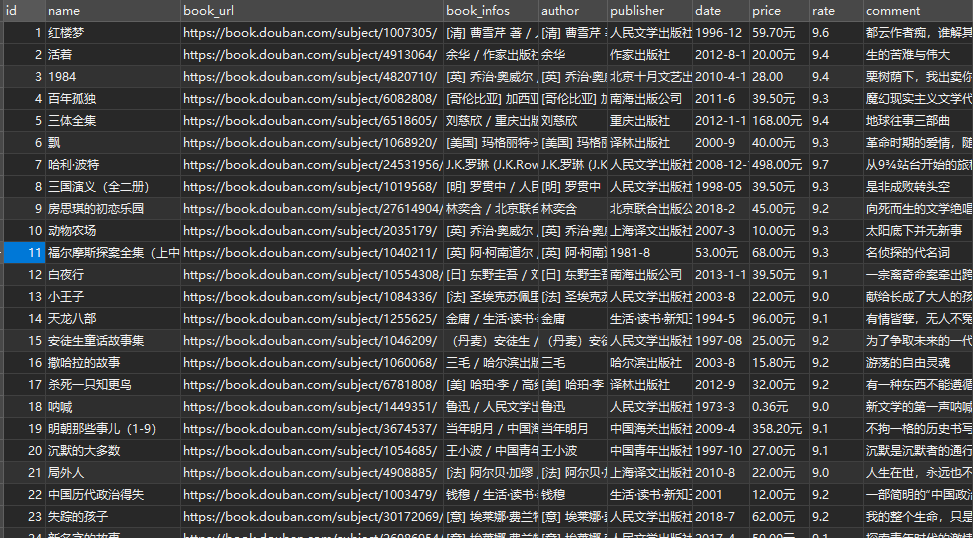 id name book_url book_infos author publisher date price rate comment
1 红楼梦 https://book.douban.com/subject/1007305/ [清] 曹雪芹 著 / [清] 曹雪芹 人民文学出版社 1996-12 59.70元 9.6 都云作者痴，谁解其
2 活着 https://book.douban.com/subject/4913064/ 余华 / 作家出版 余华 作家出版社 2012-8-1 20.00元 9.4 生的苦难与伟大
3 1984 https://book.douban.com/subject/4820710/ [英] 乔治·奥威尔 [英] 乔治·奥 北京十月文艺出 2010-4-1 28.00 9.4 栗树荫下，我出卖你
4 百年孤独 https://book.douban.com/subject/6082808/ [哥伦比亚] 加西亚 [哥伦比亚] 加 南海出版公司 2011-6 39.50元 9.3 魔幻现实主义文学代
5 三体全集 https://book.douban.com/subject/6518605/ 刘慈欣 / 重庆出版 刘慈欣 重庆出版社 2012-1-1 168.00元 9.4 地球往事三部曲
6 飘 https://book.douban.com/subject/1068920/ [美国] 玛格丽特· [美国] 玛格 译林出版社 2000-9 40.00元 9.3 革命时期的爱情，随
7 哈利·波特 https://book.douban.com/subject/24531956/ J.K.罗琳 (J.K.Row J.K.罗琳 (J.K 人民文学出版社 2008-12- 498.00元 9.7 从9¾站台开始的旅
8 三国演义（全二册） https://book.douban.com/subject/1019568/ [明] 罗贯中 / 人民 [明] 罗贯中 人民文学出版社 1998-05 39.50元 9.3 是非成败转头空
9 房思琪的初恋乐园 https://book.douban.com/subject/27614904/ 林奕含 / 北京联合 林奕含 北京联合出版公 2018-2 45.00元 9.2 向死而生的文学绝唱
10 动物农场 https://book.douban.com/subject/2035179/ [英] 乔治·奥威尔 [英] 乔治·奥 上海译文出版社 2007-3 10.00元 9.3 太阳底下并无新事
11 福尔摩斯探案全集（上中 https://book.douban.com/subject/1040211/ [英] 阿·柯南道尔 [英] 阿·柯南 1981-8 53.00元 68.00元 9.3 名侦探的代名词
12 白夜行 https://book.douban.com/subject/10554308/ [日] 东野圭吾 / 刘 [日] 东野圭吾 南海出版公司 2013-1-1 39.50元 9.1 一宗离奇命案牵出跨
13 小王子 https://book.douban.com/subject/1084336/ [法] 圣埃克苏佩里 [法] 圣埃克苏 人民文学出版社 2003-8 22.00元 9.0 献给长成了大人的孩
14 天龙八部 https://book.douban.com/subject/1255625/ 金庸 / 生活·读书· 金庸 生活·读书·新知三 1994-5 96.00元 9.1 有情皆孽，无人不冤
15 安徒生童话故事集 https://book.douban.com/subject/1046209/ （丹麦）安徒生 / （丹麦）安徒 人民文学出版社 1997-08 25.00元 9.2 为了争取未来的一代
16 撒哈拉的故事 https://book.douban.com/subject/1060068/ 三毛 / 哈尔滨出版 三毛 哈尔滨出版社 2003-8 15.80元 9.2 游荡的自由灵魂
17 杀死一只知更鸟 https://book.douban.com/subject/6781808/ [美] 哈珀·李 / 高 [美] 哈珀·李 译林出版社 2012-9 32.00元 9.2 有一种东西不能遵循
18 呐喊 https://book.douban.com/subject/1449351/ 鲁迅 / 人民文学出 鲁迅 人民文学出版社 1973-3 0.36元 9.0 新文学的第一声呐喊
19 明朝那些事儿（1-9） https://book.douban.com/subject/3674537/ 当年明月 / 中国海 当年明月 中国海关出版社 2009-4 358.20元 9.1 不拘一格的历史书写
20 沉默的大多数 https://book.douban.com/subject/1054685/ 王小波 / 中国青年 王小波 中国青年出版社 1997-10 27.00元 9.1 沉默是沉默者的通行
21 局外人 https://book.douban.com/subject/4908885/ [法] 阿尔贝·加缪 [法] 阿尔贝· 上海译文出版社 2010-8 22.00元 9.0 人生在世，永远也不
22 中国历代政治得失 https://book.douban.com/subject/1003479/ 钱穆 / 生活·读书· 钱穆 生活·读书·新知三 2001 12.00元 9.2 一部简明的“中国政治
23 失踪的孩子 https://book.douban.com/subject/30172069/ [意] 埃莱娜·费兰特 [意] 埃莱娜· 人民文学出版社 2018-7 62.00元 9.2 我的整个生命，只是